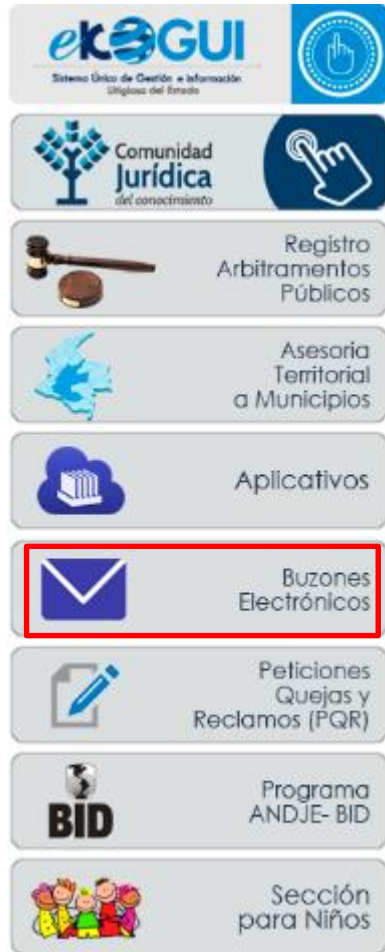 eKOGUI
Sistema Único de Gestión e Información
Litigiosa del Estado
Comunidad
Jurídica
del conocimiento
Registro
Arbitramentos
Públicos
Asesoria
Territorial
a Municipios
Aplicativos
Buzones
Electrónicos
Peticiones
Quejas y
Reclamos (PQR)
BID
Programa
ANDJE- BID
Sección
para Niños